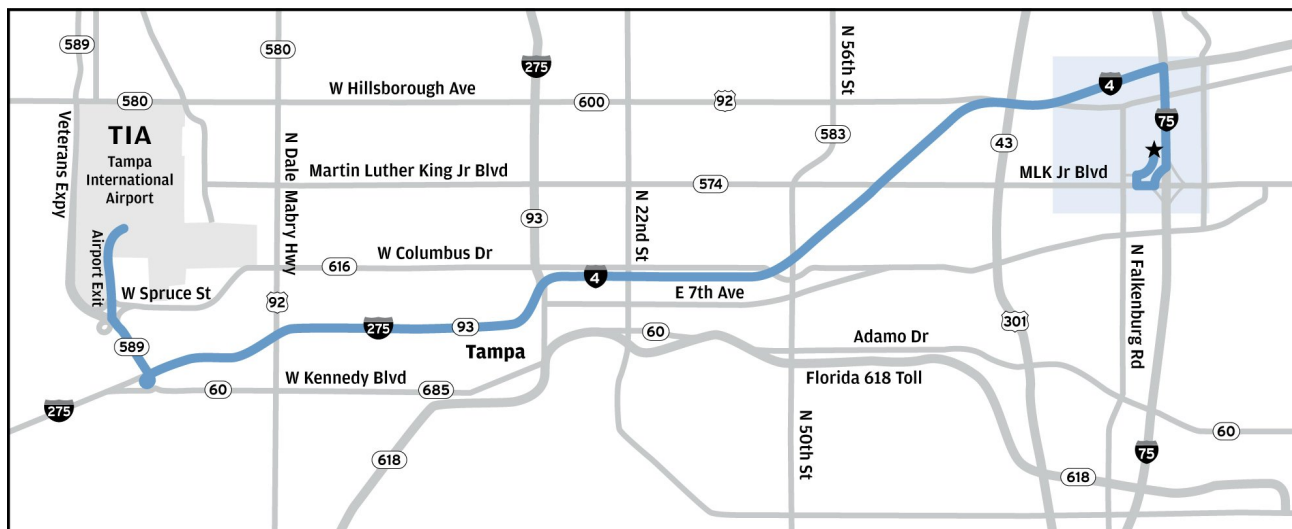 589
580
275
N 56th St
W Hillsborough Ave
580
600
92
4
TIA
Tampa
International
Airport
Veterans Expy
N Dale Mabry Hwy
583
75
43
Martin Luther King Jr Blvd
574
MLK Jr Blvd
N 22nd St
93
Airport Exit
W Columbus Dr
616
4
W Spruce St
E 7th Ave
N Falkenburg Rd
92
275
93
60
301
589
Tampa
Adamo Dr
W Kennedy Blvd
Florida 618 Toll
60
685
275
N 50th St
60
618
75
618